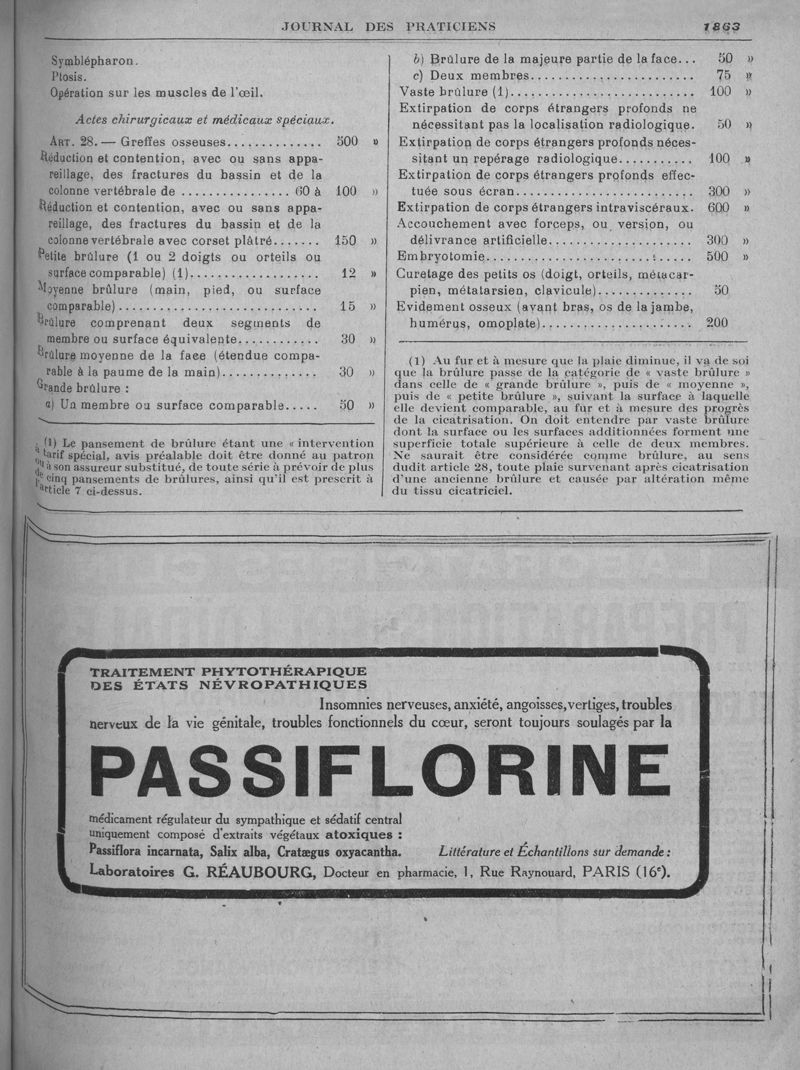 JOURNAL DES PRATICIENS 1863
Symblépharon.
Ptosis.
Opération sur les muscles de l'œil.
Actes chirurgicaux et médicaux spéciaux.
ART. 28. — Greffes osseuses.............. 500 »
Réduction et contention, avec ou sans appa-
reillage, des fractures du bassin et de la
colonne vertébrale de ................ 60 à 100 »
Réduction et contention, avec ou sans appa-
reillage, des fractures du bassin et de la
colonne vertébrale avec corset plâtré....... 150 »
Petite brûlure (1 ou 2 doigts ou orteils ou
surface comparable) (1)................... 12 »
Moyenne brûlure (main, pied, ou surface
comparable)............................. 15 »
Brûlure comprenant deux segments de
membre ou surface équivalente............ 30 »
Brûlure moyenne de la face (étendue compa-
rable à la paume de la main).............. 30 »
Grande brûlure :
a) Un membre ou surface comparable..... 50 »
(1) Le pansement de brûlure étant une « intervention
à tarif spécial, avis préalable doit être donné au patron
ou à son assureur substitué, de toute série à prévoir de plus
de cinq pansements de brûlures, ainsi qu'il est prescrit à
l'article 7 ci-dessus.
b) Brûlure de la majeure partie de la face... 50 »
c) Deux membres........................ 75 »
Vaste brûlure (1)........................... 100 »
Extirpation de corps étrangers profonds ne
nécessitant pas la localisation radiologique. 50 »
Extirpation de corps étrangers profonds néces-
sitant un repérage radiologique........... 100 »
Extirpation de corps étrangers profonds effec-
tuée sous écran.......................... 300 »
Extirpation de corps étrangers intraviscéraux. 600 »
Accouchement avec forceps, ou version, ou
délivrance artificielle..................... 300 »
Embryotomie.............................. 500 »
Curetage des petits os (doigt, orteils, métacar-
pien, métatarsien, clavicule).............. 50
Evidement osseux (avant bras, os de la jambe,
humérus, omoplate)...................... 200
(1) Au fur et à mesure que la plaie diminue, il va de soi
que la brûlure passe de la catégorie de « vaste brûlure »
dans celle de « grande brûlure », puis de « moyenne »,
puis de « petite brûlure », suivant la surface à laquelle
elle devient comparable, au fur et à mesure des progrès
de la cicatrisation. On doit entendre par vaste brûlure
dont la surface ou les surfaces additionnées forment une
superficie totale supérieure à celle de deux membres.
Ne saurait être considérée comme brûlure, au sens
dudit article 28, toute plaie survenant après cicatrisation
d'une ancienne brûlure et causée par altération même
du tissu cicatriciel.
TRAITEMENT PHYTOTHÉRAPIQUE
DES ÉTATS NÉVROPATHIQUES
Insomnies nerveuses, anxiété, angoisses, vertiges, troubles
nerveux de la vie génitale, troubles fonctionnels du cœur, seront toujours soulagés par la
PASSIFLORINE
médicament régulateur du sympathique et sédatif central
uniquement composé d'extraits végétaux atoxiques :
Passiflora incarnata, Salix alba, Cratægus oxyacantha. Littérature et Échantillons sur demande :
Laboratoires G. RÉAUBOURG, Docteur en pharmacie, 1, Rue Raynouard, PARIS (16e).